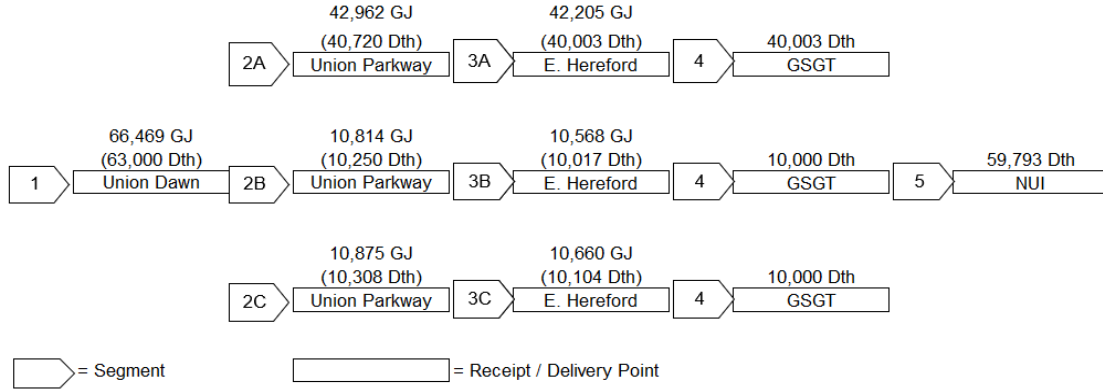 42,962 GJ 42,205 GJ
(40,720 Dth) (40,003 Dth) 40,003 Dth
2A Union Parkway 3A E. Hereford 4 GSGT
66,469 GJ 10,814 GJ 10,568 GJ
(63,000 Dth) (10,250 Dth) (10,017 Dth) 10,000 Dth 59,793 Dth
1 Union Dawn 2B Union Parkway 3B E. Hereford 4 GSGT 5 NUI
10,875 GJ 10,660 GJ
(10,308 Dth) (10,104 Dth) 10,000 Dth
2C Union Parkway 3C E. Hereford 4 GSGT
= Segment = Receipt / Delivery Point